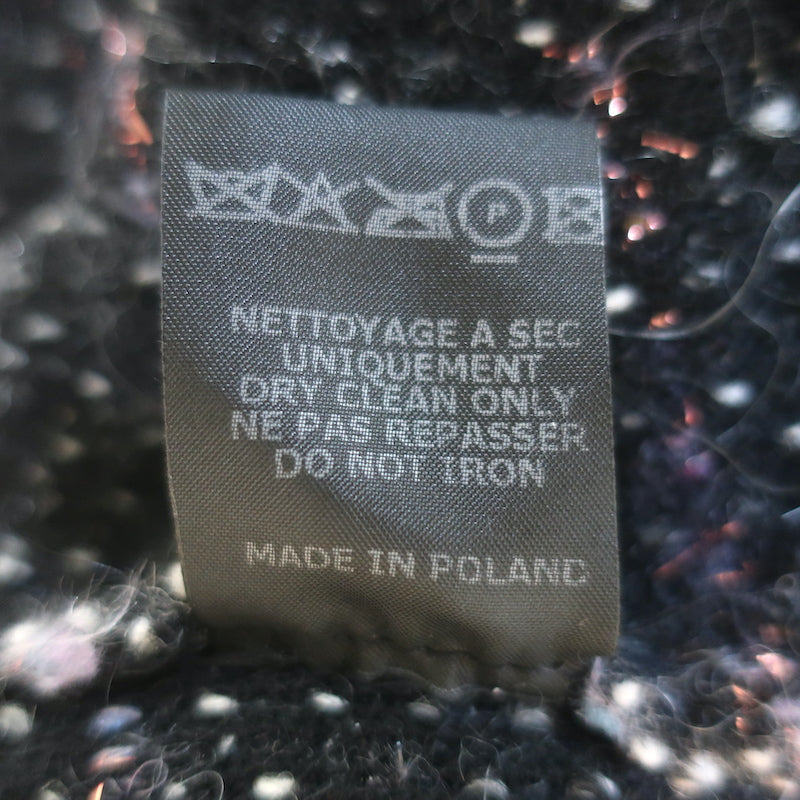 P
NETTOYAGE A SEC
UNIQUEMENT
DRY CLEAN ONLY
NE PAS REPASSER
DO NOT IRON
MADE IN POLAND